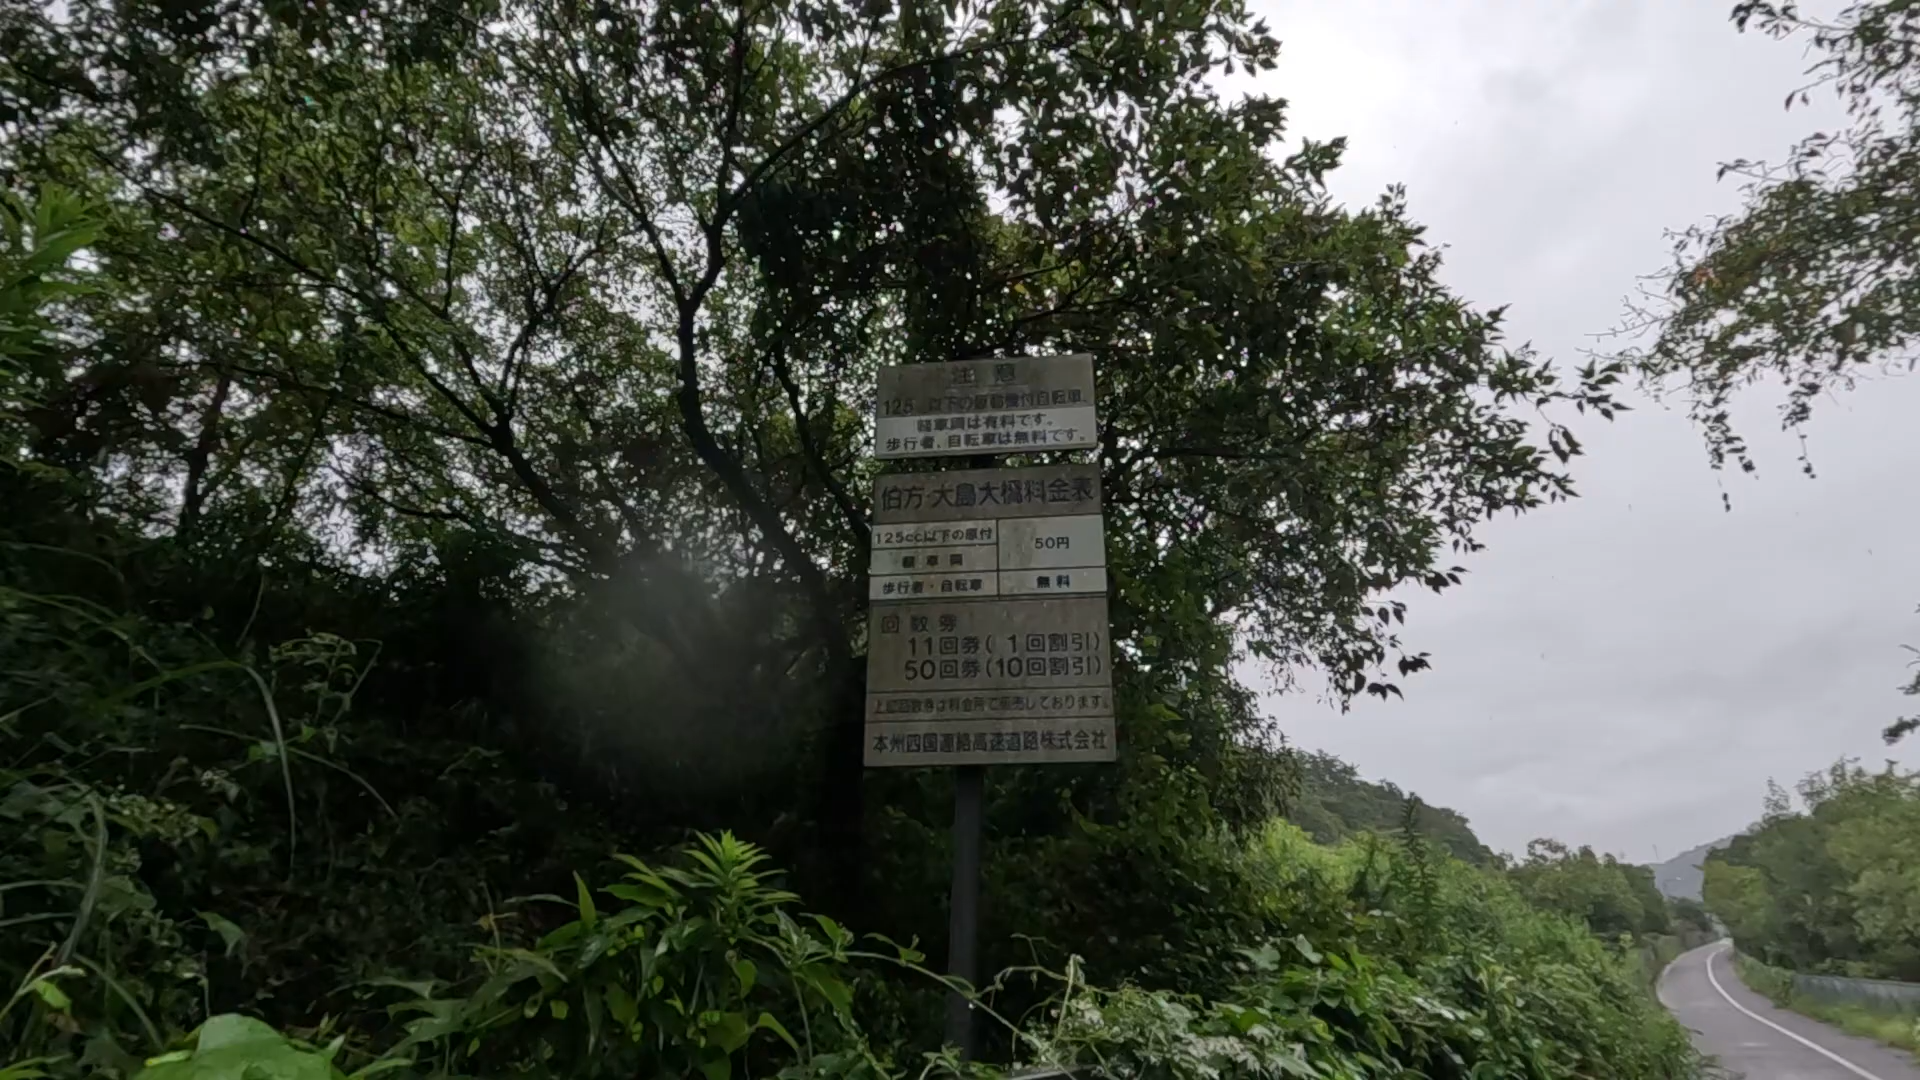 注意
125cc以下の原動機付自転車、
軽車両は有料です。
歩行者、自転車は無料です。
伯方・大島大橋料金表
125cc以下の原付 50円
軽車両
歩行者・自転車 無料
回数券
11回券(1回割引)
50回券(10回割引)
上記回数券は料金所で販売しております。
本州四国連絡高速道路株式会社